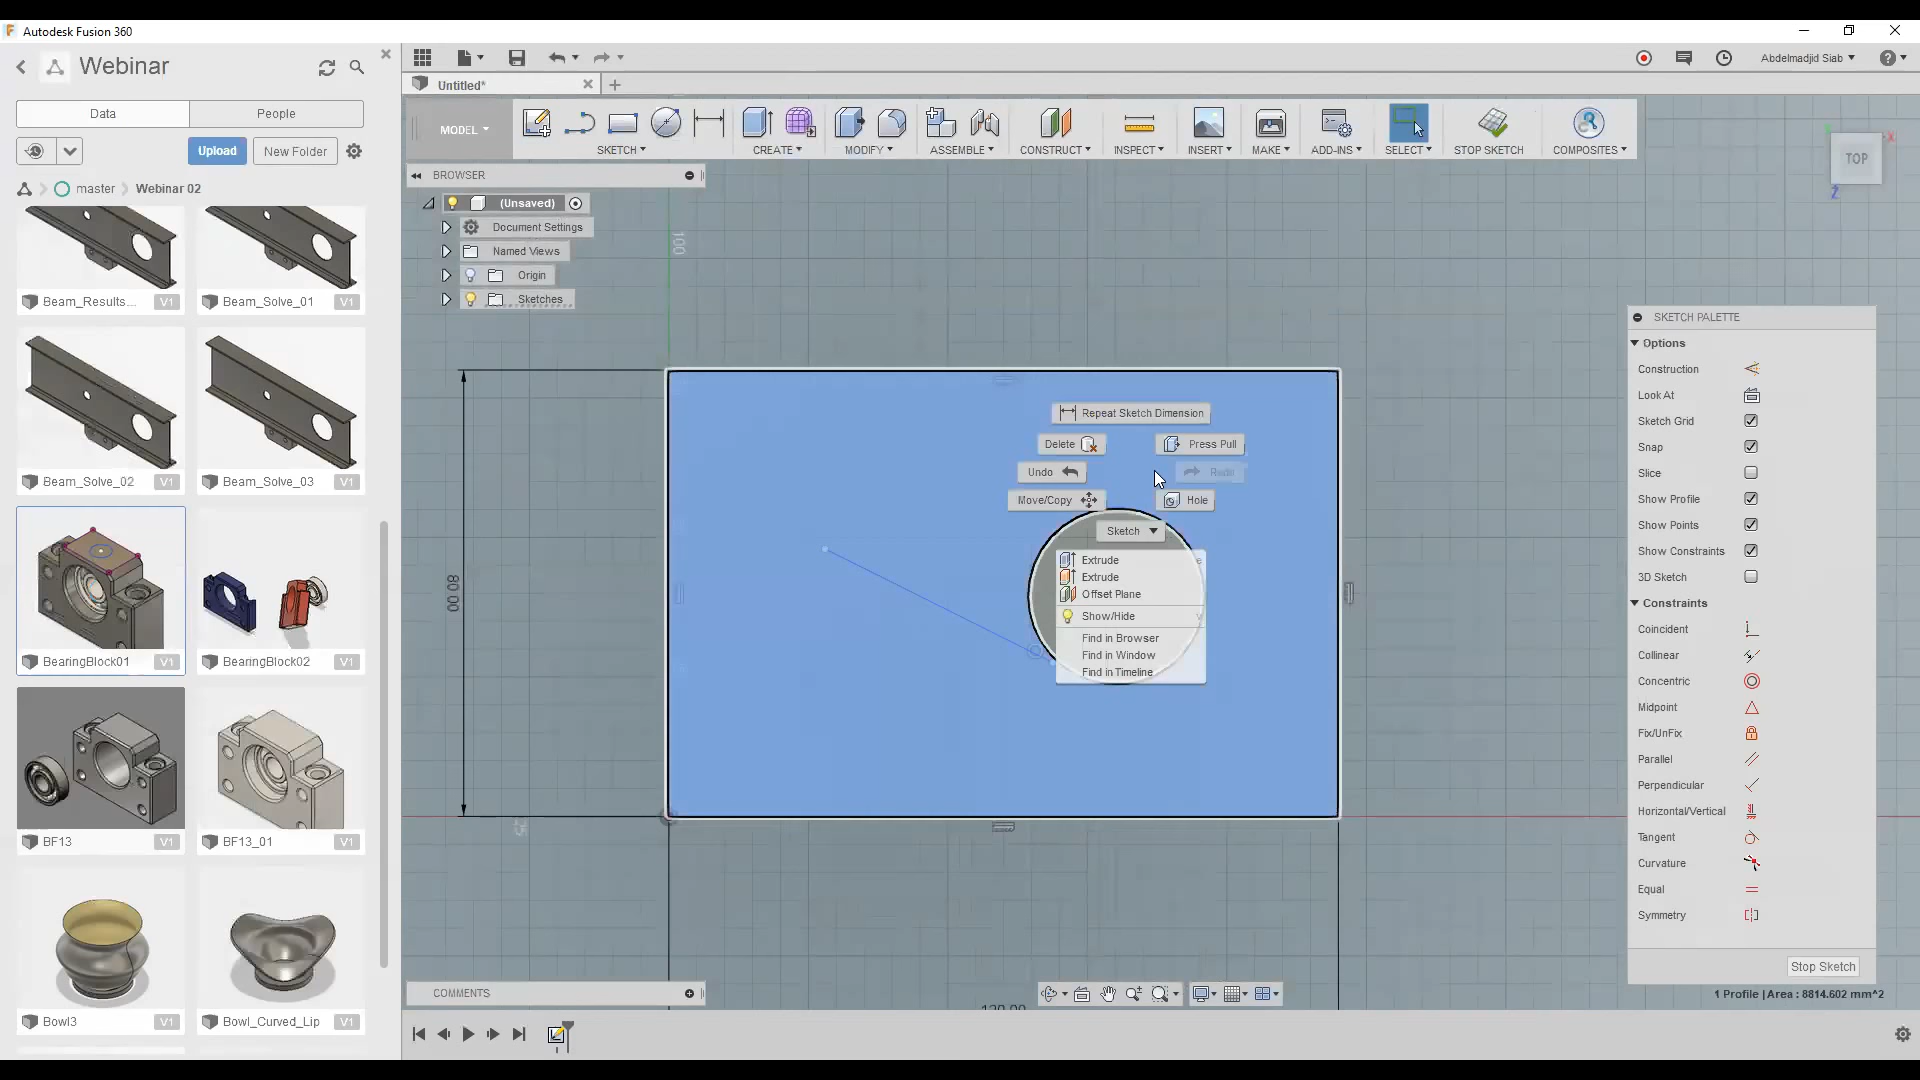 Autodesk Fusion 360
Webinar
Data
People
Upload
New Folder
master
Webinar 02
Beam_Results...
V1
Beam_Solve_01
V1
Beam_Solve_02
V1
Beam_Solve_03
V1
BearingBlock01
V1
BearingBlock02
V1
BF13
V1
BF13_01
V1
Bowl3
V1
Bowl_Curved_Lip
V1
Untitled*
Abdelmadjid Siab
MODEL
SKETCH
CREATE
MODIFY
ASSEMBLE
CONSTRUCT
INSPECT
INSERT
MAKE
ADD-INS
SELECT
STOP SKETCH
COMPOSITES
BROWSER
(Unsaved)
Document Settings
Named Views
Origin
Sketches
TOP
X
Z
100
80.00
25
Repeat Sketch Dimension
Delete
Press Pull
Undo
Redo
Move/Copy
Hole
Sketch
Extrude
Extrude
Offset Plane
Show/Hide
Find in Browser
Find in Window
Find in Timeline
SKETCH PALETTE
Options
Construction
Look At
Sketch Grid
Snap
Slice
Show Profile
Show Points
Show Constraints
3D Sketch
Constraints
Coincident
Collinear
Concentric
Midpoint
Fix/UnFix
Parallel
Perpendicular
Horizontal/Vertical
Tangent
Curvature
Equal
Symmetry
Stop Sketch
COMMENTS
1 Profile | Area : 8814.602 mm^2